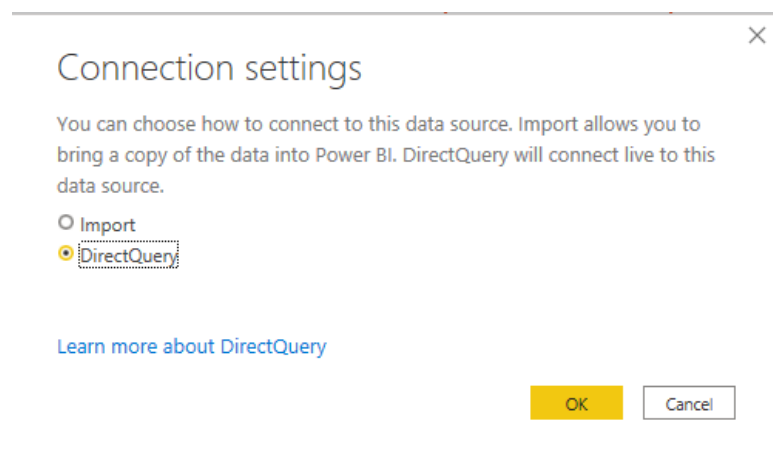 Connection settings
You can choose how to connect to this data source. Import allows you to
bring a copy of the data into Power BI. DirectQuery will connect live to this
data source.
Import
DirectQuery
Learn more about DirectQuery
OK
Cancel